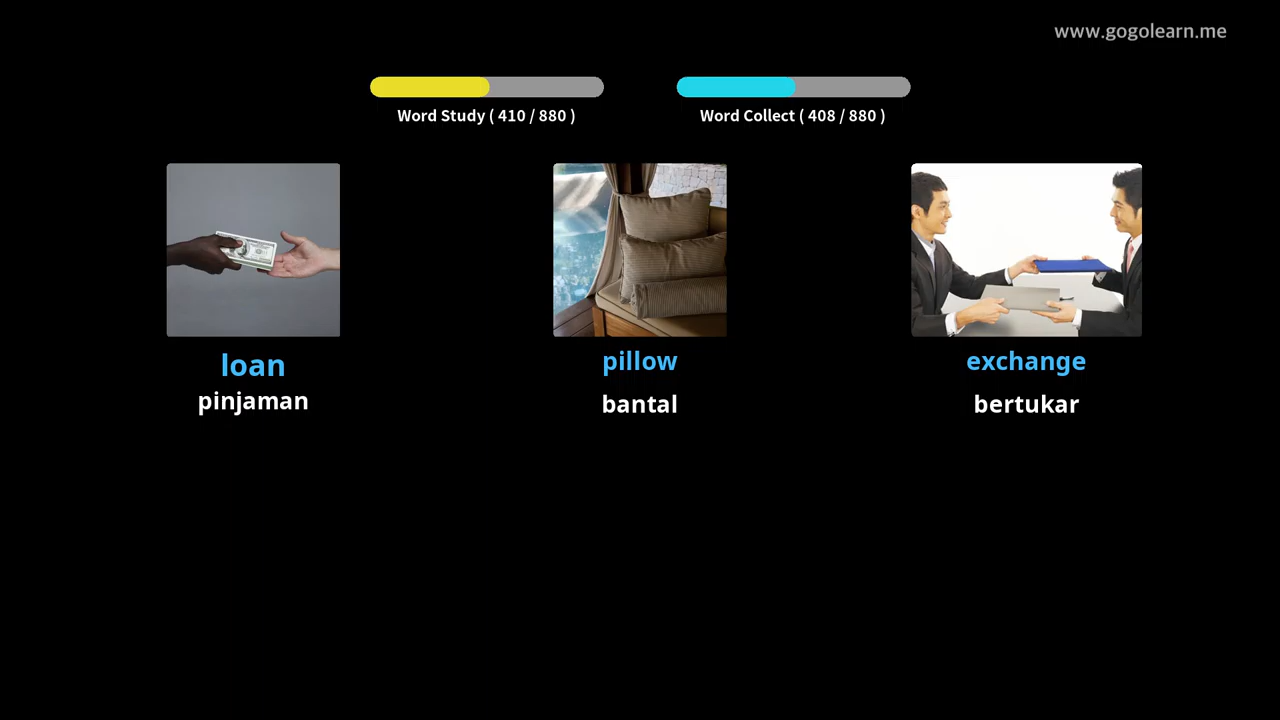 www.gogolearn.me
Word Study ( 410 / 880 )
Word Collect ( 408 / 880 )
loan
pinjaman
pillow
bantal
exchange
bertukar